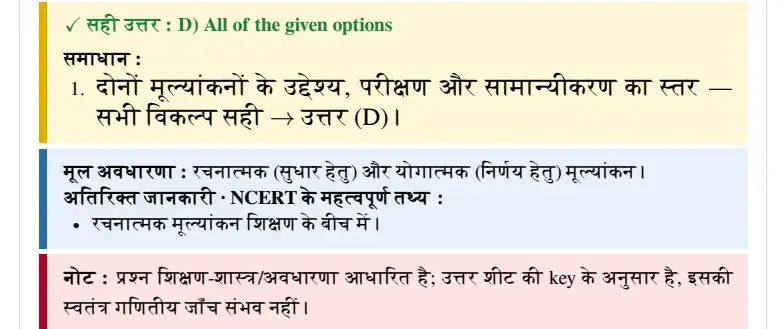 ✓ सही उत्तर : D) All of the given options
समाधान :
1. दोनों मूल्यांकनों के उद्देश्य, परीक्षण और सामान्यीकरण का स्तर —
सभी विकल्प सही → उत्तर (D)।
मूल अवधारणा : रचनात्मक (सुधार हेतु) और योगात्मक (निर्णय हेतु) मूल्यांकन।
अतिरिक्त जानकारी · NCERT के महत्वपूर्ण तथ्य :
• रचनात्मक मूल्यांकन शिक्षण के बीच में।
नोट : प्रश्न शिक्षण-शास्त्र/अवधारणा आधारित है; उत्तर शीट की key के अनुसार है, इसकी
स्वतंत्र गणितीय जाँच संभव नहीं।